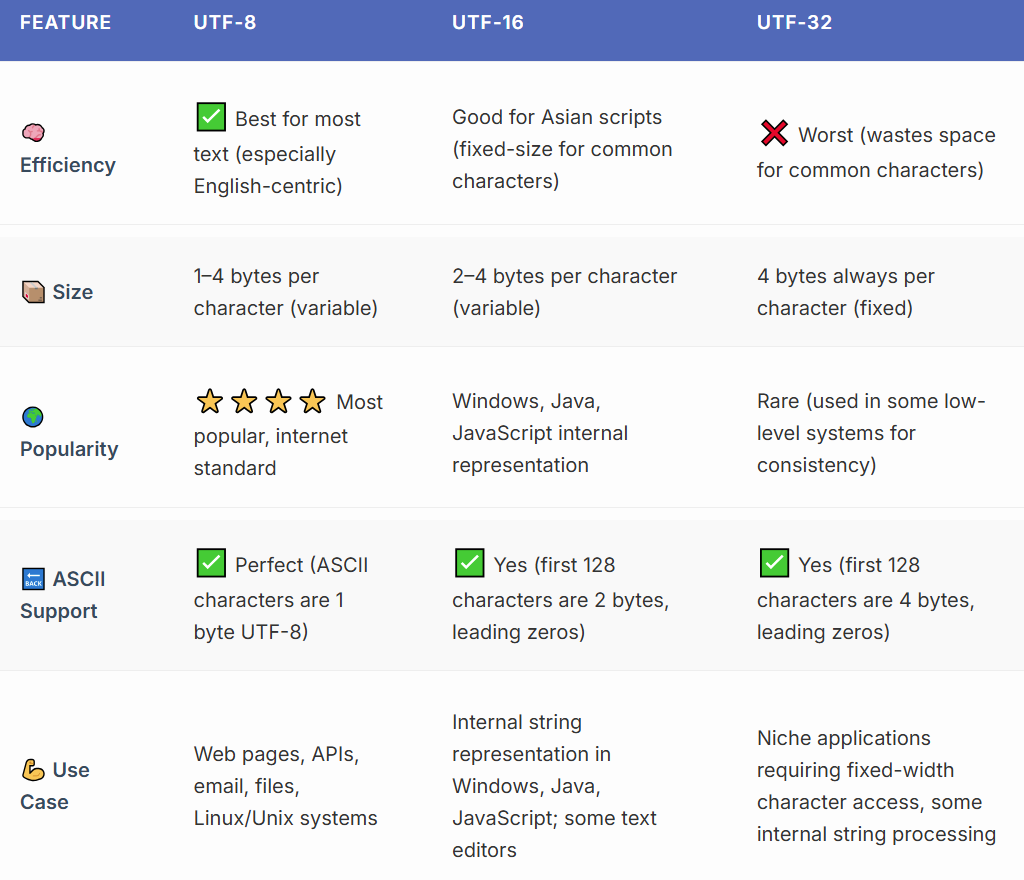 FEATURE UTF-8 UTF-16 UTF-32
Efficiency
Best for most
text (especially
English-centric)
Good for Asian scripts
(fixed-size for common
characters)
Worst (wastes space
for common characters)
Size
1–4 bytes per
character (variable)
2–4 bytes per character
(variable)
4 bytes always per
character (fixed)
Popularity
Most
popular, internet
standard
Windows, Java,
JavaScript internal
representation
Rare (used in some low-
level systems for
consistency)
BACK ASCII
Support
Perfect (ASCII
characters are 1
byte UTF-8)
Yes (first 128
characters are 2 bytes,
leading zeros)
Yes (first 128
characters are 4 bytes,
leading zeros)
Use
Case
Web pages, APIs,
email, files,
Linux/Unix systems
Internal string
representation in
Windows, Java,
JavaScript; some text
editors
Niche applications
requiring fixed-width
character access, some
internal string processing